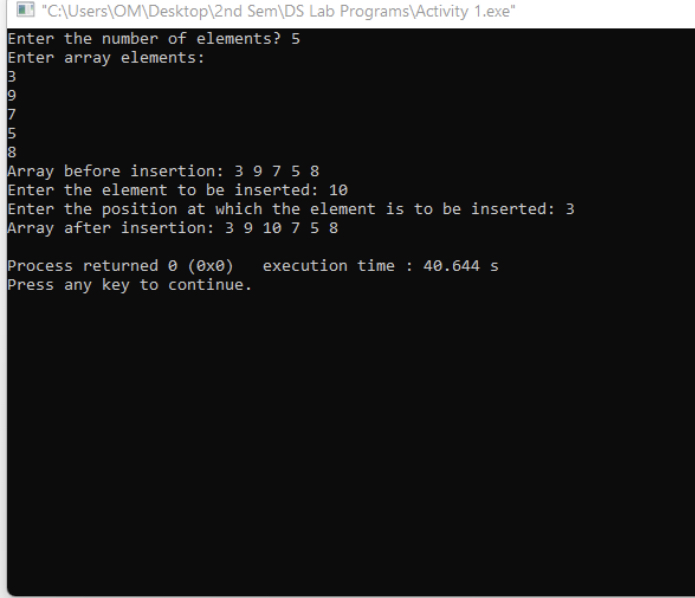 "C:\Users\OM\Desktop\2nd Sem\DS Lab Programs\Activity 1.exe"
Enter the number of elements? 5
Enter array elements:
3
9
7
5
8
Array before insertion: 3 9 7 5 8
Enter the element to be inserted: 10
Enter the position at which the element is to be inserted: 3
Array after insertion: 3 9 10 7 5 8
Process returned 0 (0x0)   execution time : 40.644 s
Press any key to continue.